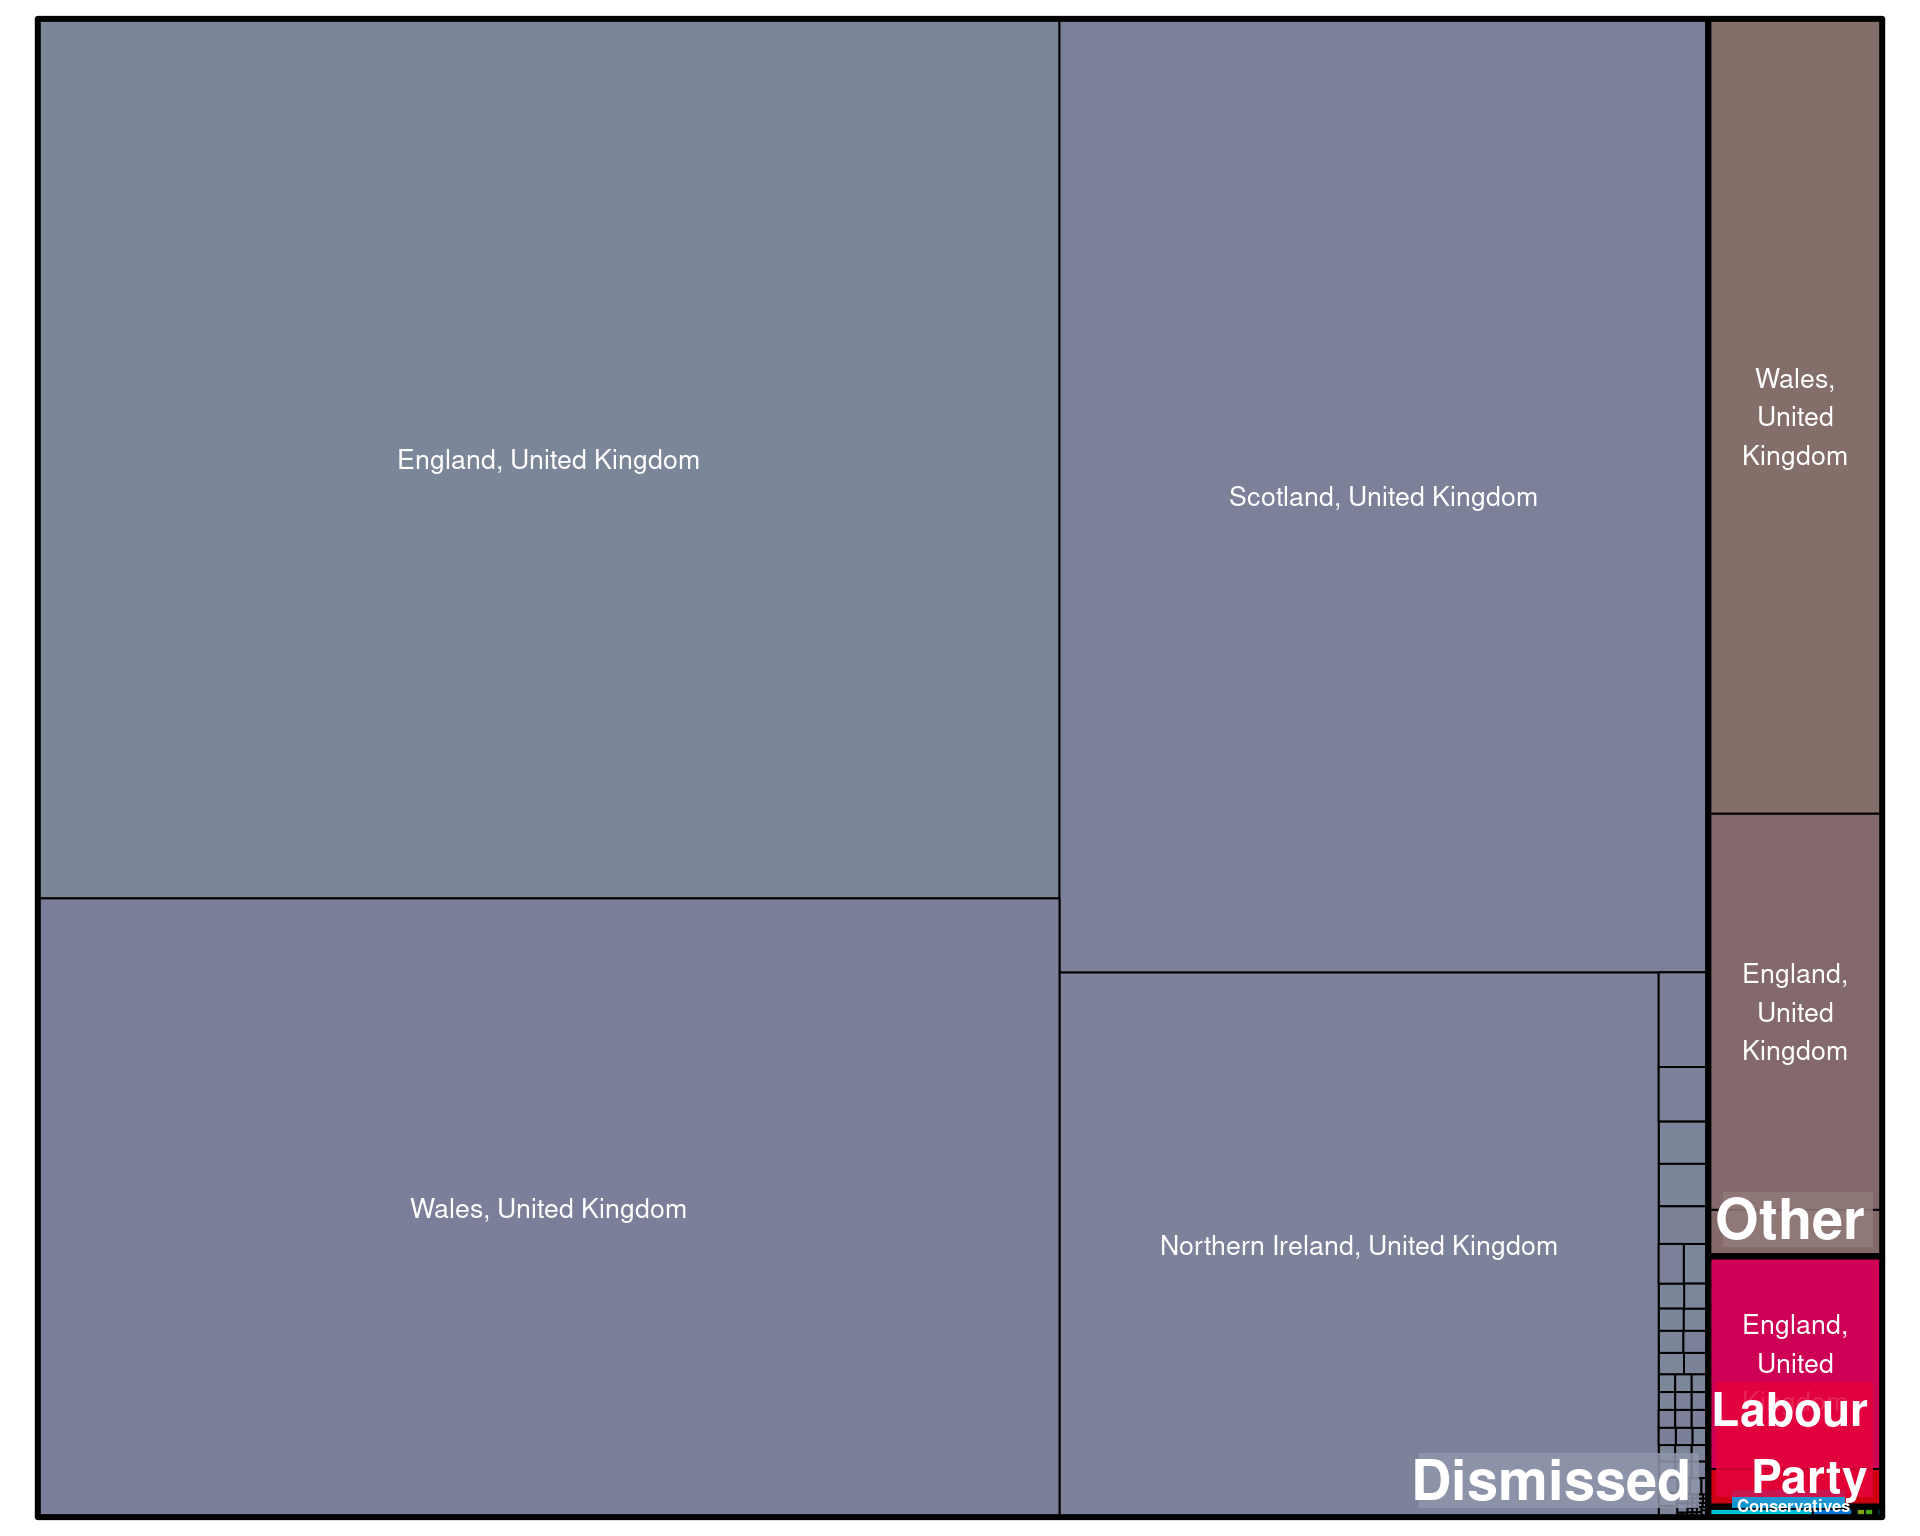 England, United Kingdom
Scotland, United Kingdom
Wales, United Kingdom
Northern Ireland, United Kingdom
Dismissed
Wales,
United
Kingdom
England,
United
Kingdom
Other
England,
United
Kingdom
Labour
Party
Conservatives